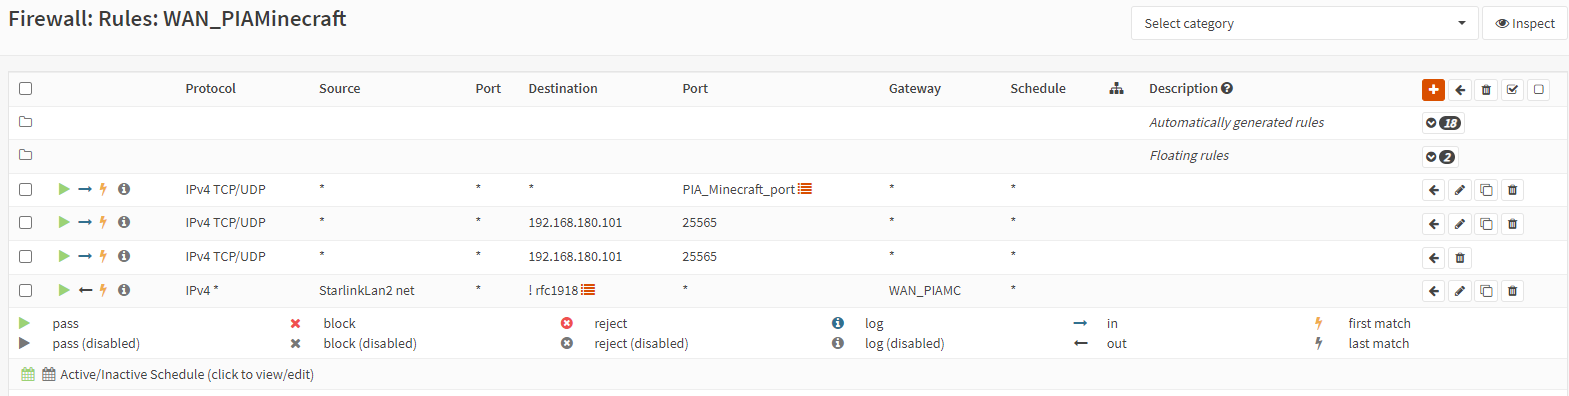 Firewall: Rules: WAN_PIAMinecraft
Select category Inspect
Protocol Source Port Destination Port Gateway Schedule Description
Automatically generated rules 18
Floating rules 2
IPv4 TCP/UDP * * * PIA_Minecraft_port * *
IPv4 TCP/UDP * * 192.168.180.101 25565 * *
IPv4 TCP/UDP * * 192.168.180.101 25565 * *
IPv4 * StarlinkLan2 net * ! rfc1918 * WAN_PIAMC *
pass block reject log in first match
pass (disabled) block (disabled) reject (disabled) log (disabled) out last match
Active/Inactive Schedule (click to view/edit)